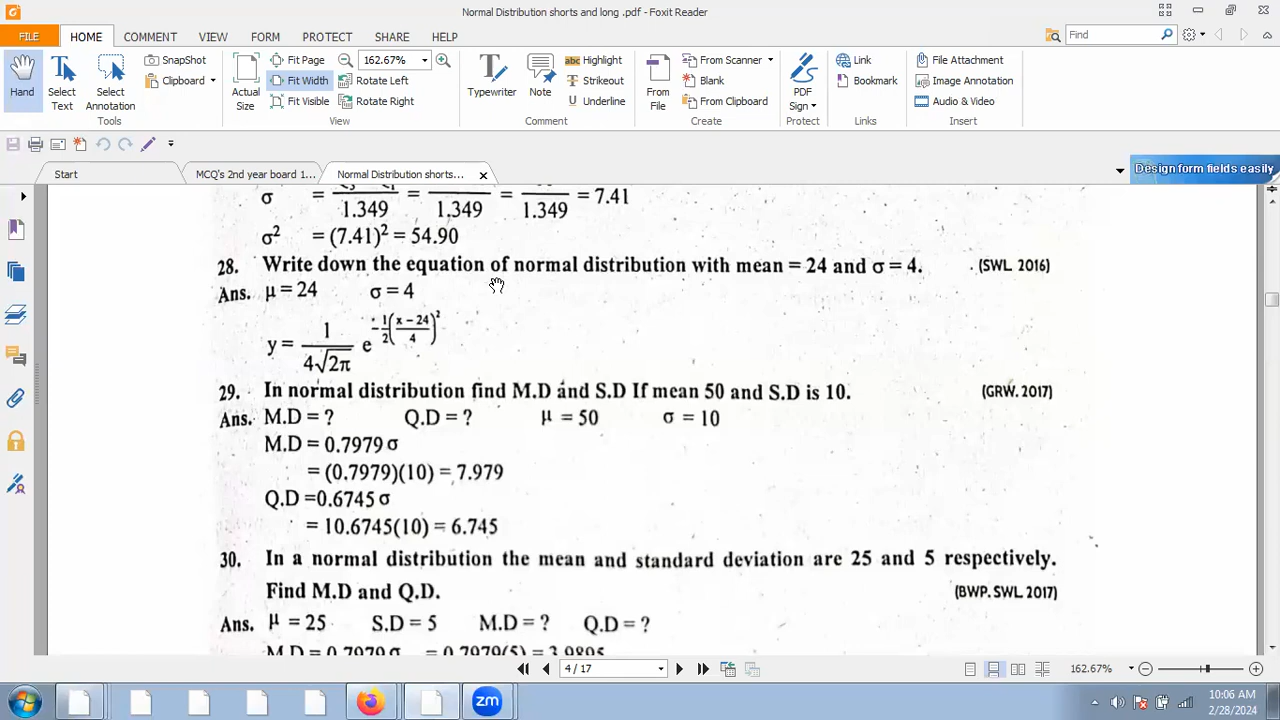 Normal Distribution shorts and long .pdf - Foxit Reader
FILE HOME COMMENT VIEW FORM PROTECT SHARE HELP Find
SnapShot Fit Page 162.67% Highlight From Scanner Link File Attachment
Clipboard Fit Width Rotate Left Strikeout Blank Bookmark Image Annotation
Fit Visible Rotate Right Underline From Clipboard Audio & Video
Hand Select Text Select Annotation Actual Size Typewriter Note From File PDF Sign
Tools View Comment Create Protect Links Insert
Start MCQ's 2nd year board 1... Normal Distribution shorts... Design form fields easily
σ = = = = 7.41
1.349 1.349 1.349
σ² = (7.41)² = 54.90
28. Write down the equation of normal distribution with mean = 24 and σ = 4. (SWL 2016)
Ans. μ = 24 σ = 4
y = 1/(4√2π) e^(-1/2((x - 24)/4)²)
29. In normal distribution find M.D and S.D If mean 50 and S.D is 10. (GRW. 2017)
Ans. M.D = ? Q.D = ? μ = 50 σ = 10
M.D = 0.7979 σ
= (0.7979)(10) = 7.979
Q.D =0.6745 σ
= 10.6745(10) = 6.745
30. In a normal distribution the mean and standard deviation are 25 and 5 respectively.
Find M.D and Q.D. (BWP. SWL 2017)
Ans. μ = 25 S.D = 5 M.D = ? Q.D = ?
M.D = 0.7979 σ = 0.7979(5) = 3.9895
4 / 17 162.67%
zm
10:06 AM
2/28/2024